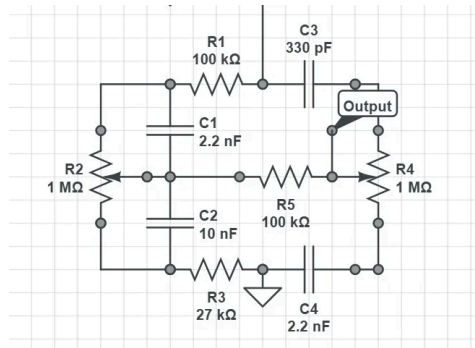 C3
330 pF
R1
100 kΩ
Output
C1
2.2 nF
R2
1 MΩ
R4
1 MΩ
R5
100 kΩ
C2
10 nF
R3
27 kΩ
C4
2.2 nF